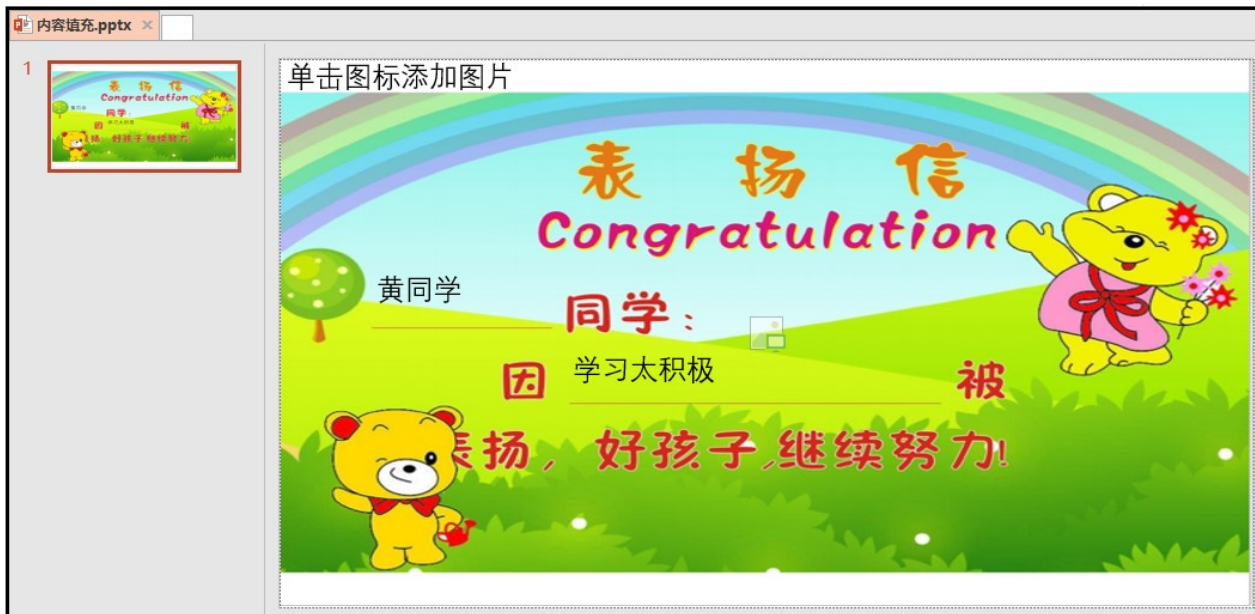 内容填充.pptx
1
单击图标添加图片
表 扬 信
Congratulation
黄同学
同学：
因 学习太积极 被
表扬，好孩子,继续努力!